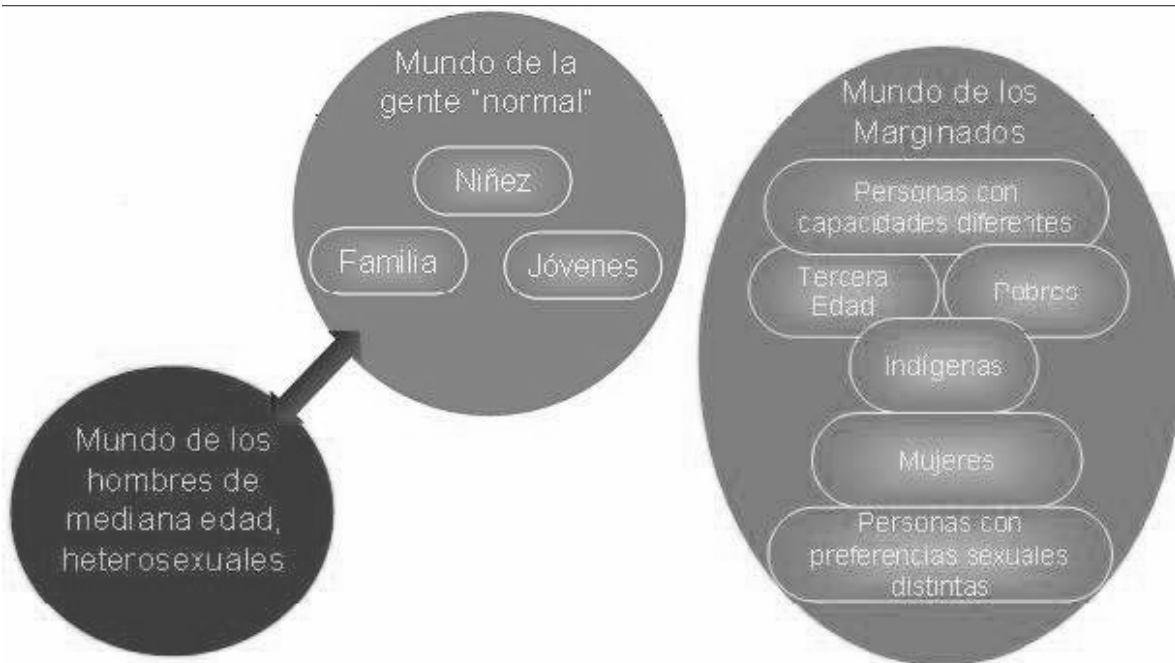 Mundo de la
gente "normal"
Niñez
Familia
Jóvenes
Mundo de los
hombres de
mediana edad,
heterosexuales
Mundo de los
Marginados
Personas con
capacidades diferentes
Tercera
Edad
Pobres
Indígenas
Mujeres
Personas con
preferencias sexuales
distintas